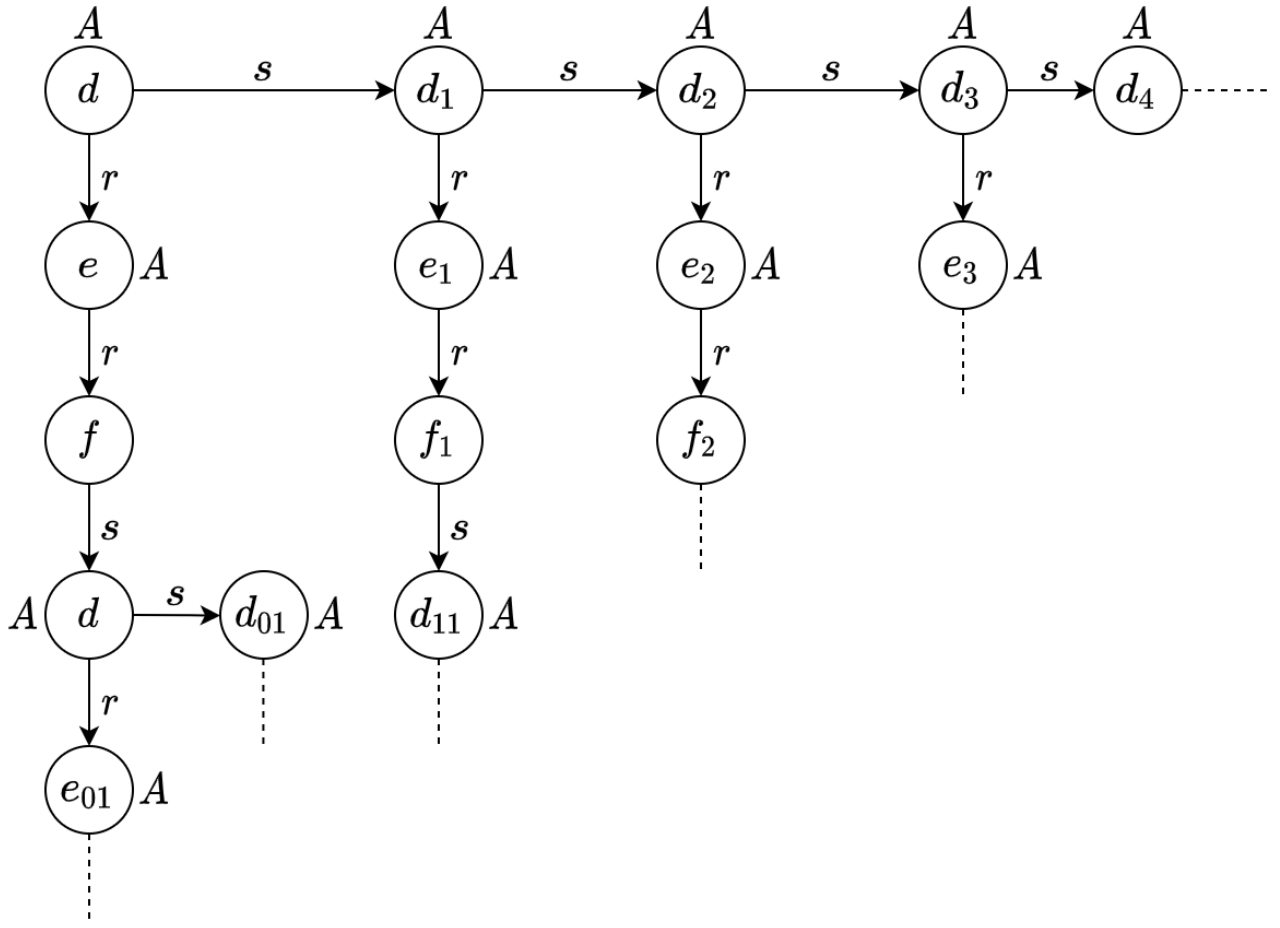 A A A A A
s s s s
d d₁ d₂ d₃ d₄
r r r r
e A e₁ A e₂ A e₃ A
r r r
f f₁ f₂
s s
A d s d₀₁ A d₁₁ A
r
e₀₁ A